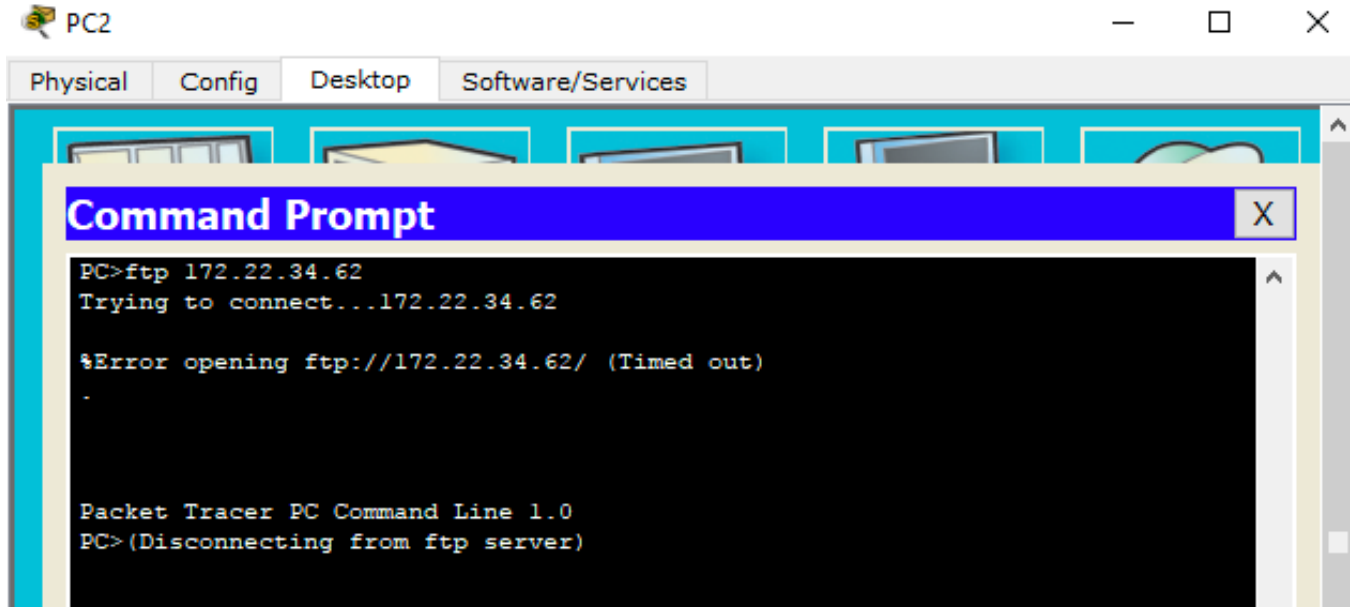 PC2
Physical Config Desktop Software/Services
Command Prompt X
PC>ftp 172.22.34.62
Trying to connect...172.22.34.62
%Error opening ftp://172.22.34.62/ (Timed out)
.
Packet Tracer PC Command Line 1.0
PC>(Disconnecting from ftp server)